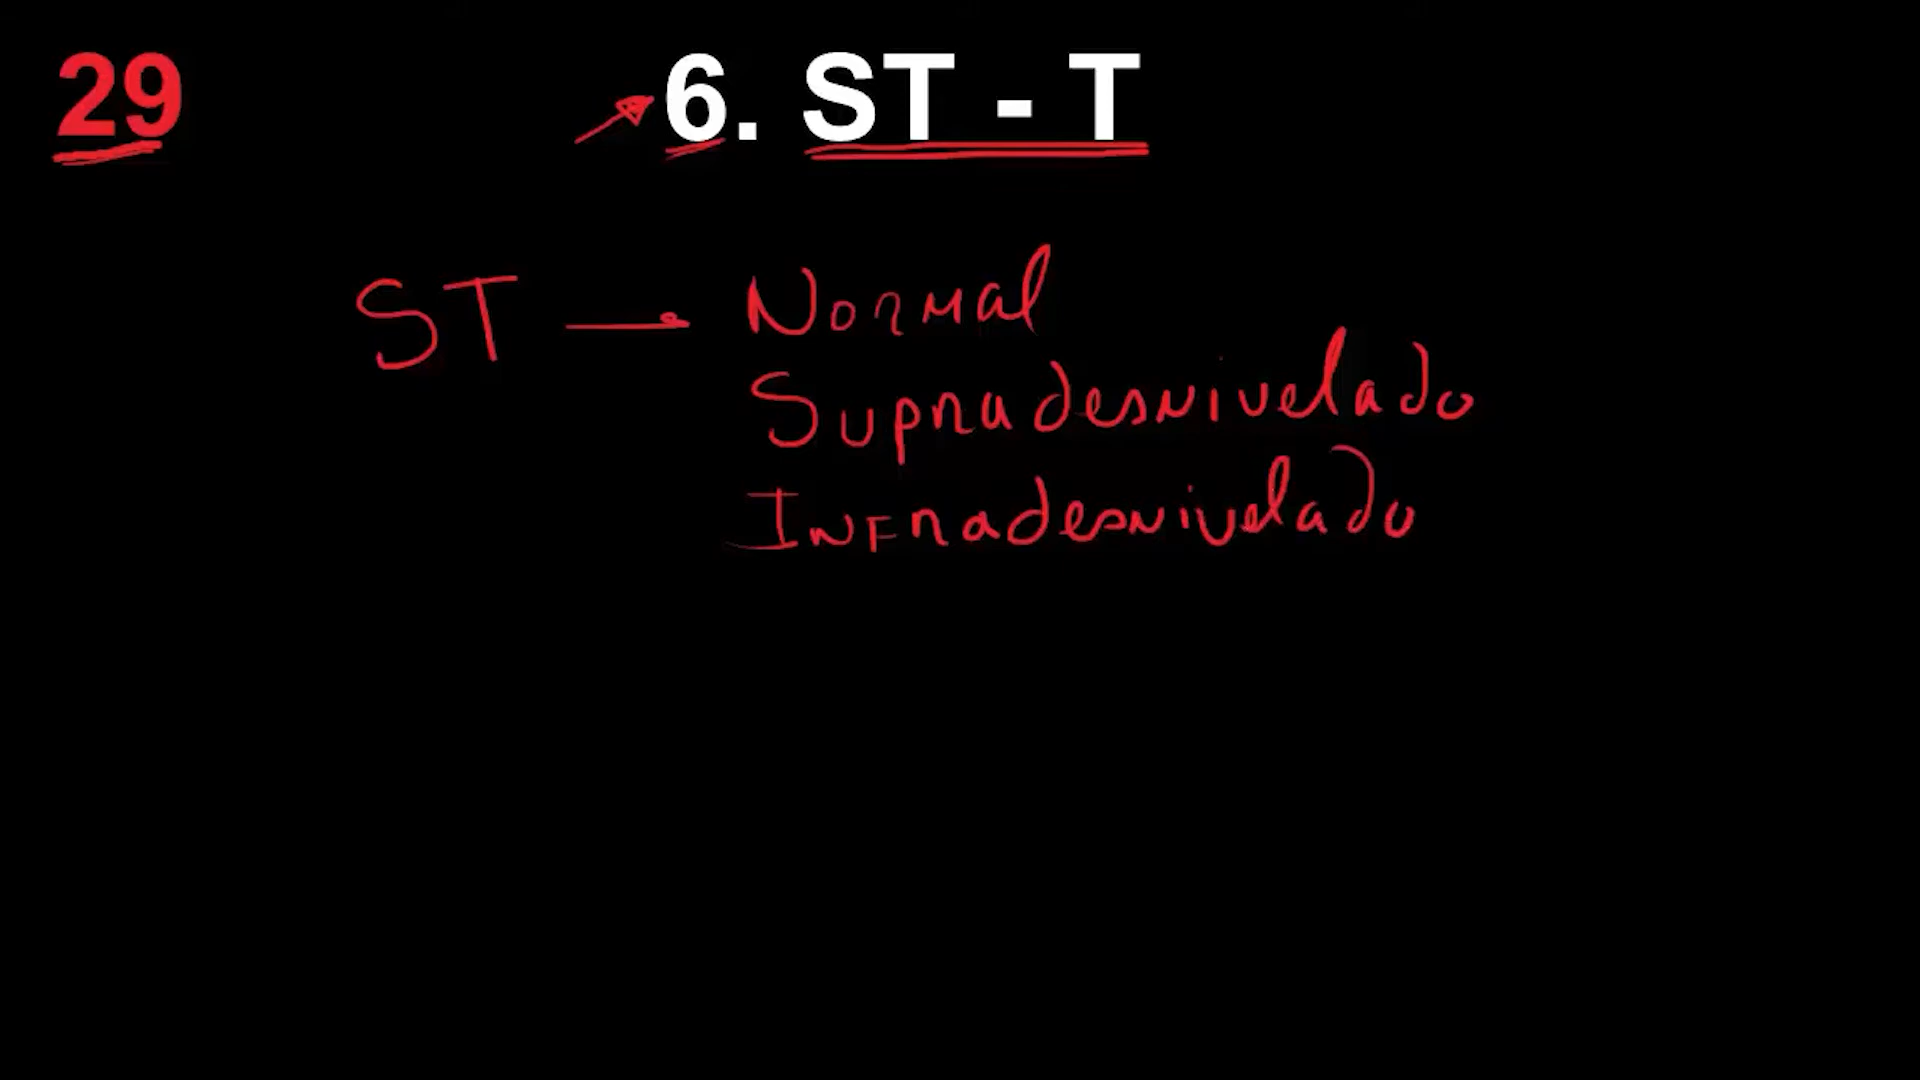 29
6. ST - T
ST → Normal
Supradesnivelado
Infradesnivelado